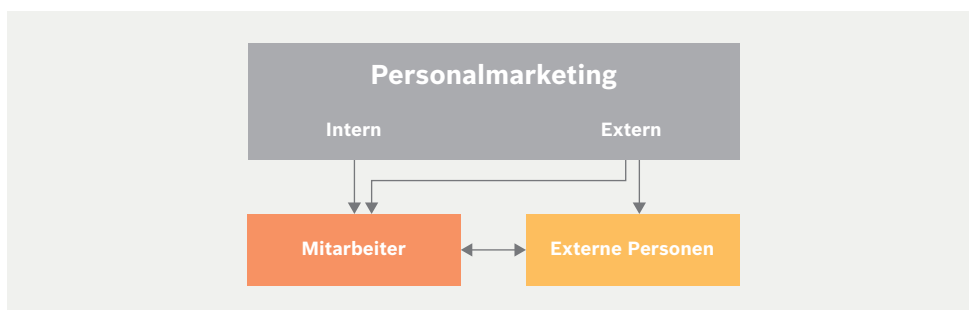 Personalmarketing
Intern Extern
Mitarbeiter Externe Personen